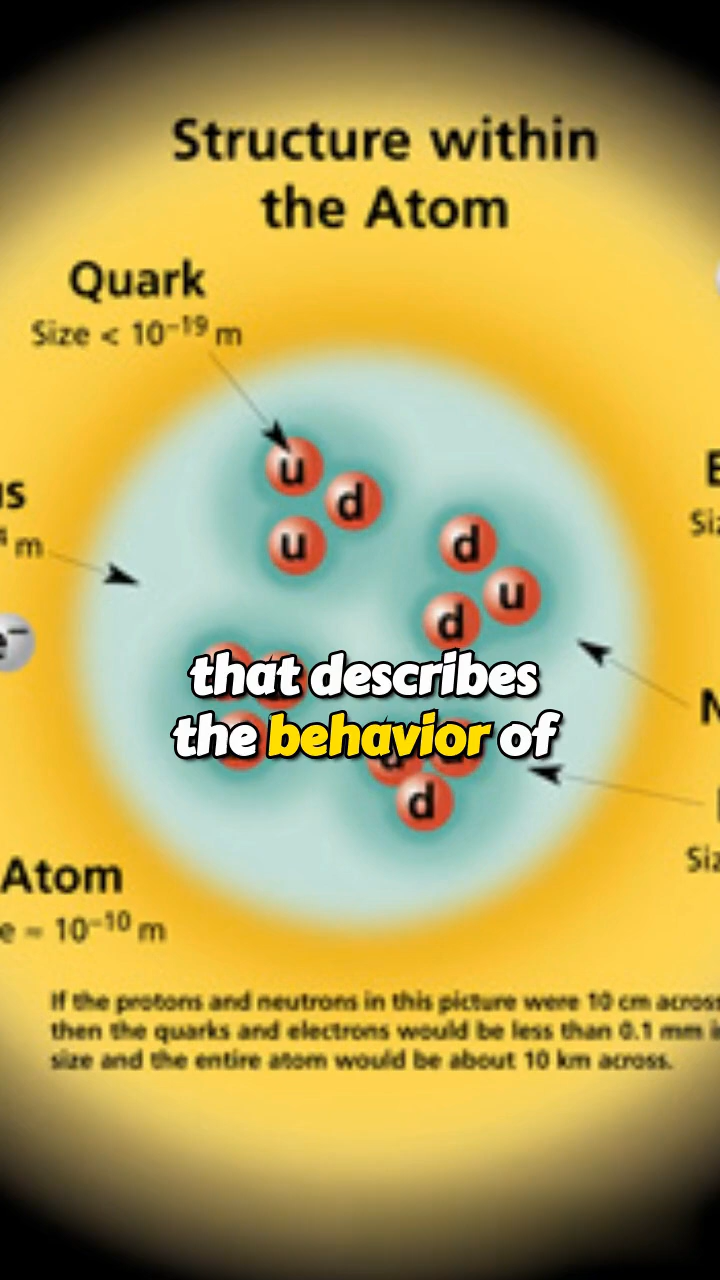 Structure within
the Atom
Quark
Size < 10⁻¹⁹ m
m
e⁻
u
d
u
d
u
d
that describes
the behavior of
d
Atom
10⁻¹⁰ m
If the protons and neutrons in this picture were 10 cm across
then the quarks and electrons would be less than 0.1 mm
size and the entire atom would be about 10 km across.